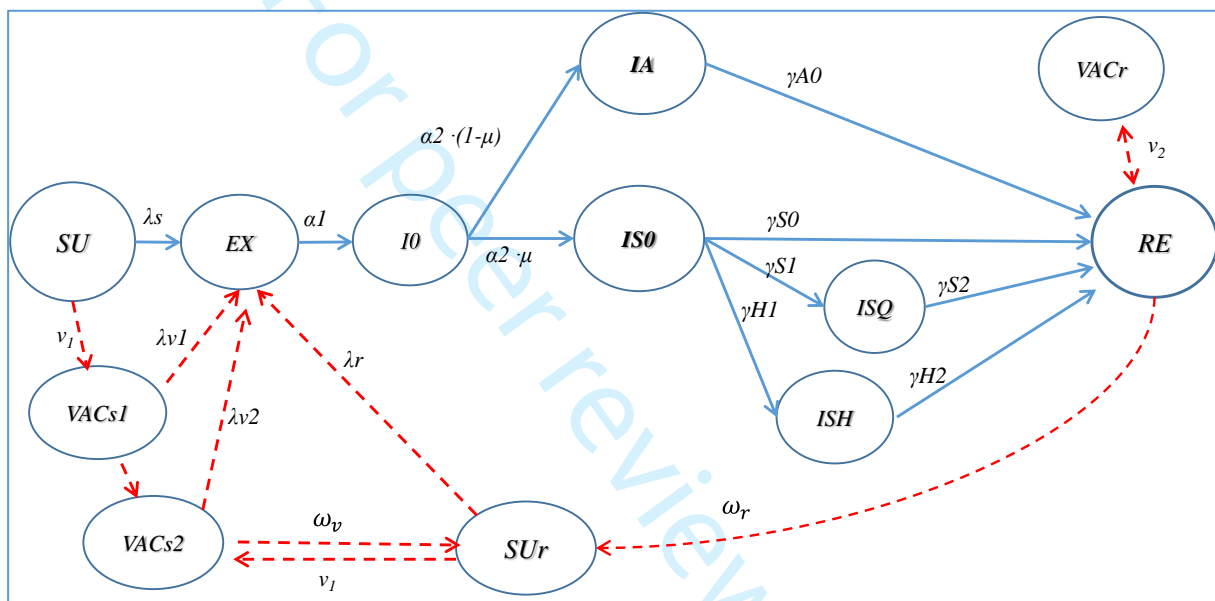 For peer review
IA
VACr
γA0
α2 ·(1-μ)
v₂
λs
α1
γS0
SU
EX
I0
IS0
RE
α2 ·μ
γS1
γS2
ISQ
v₁
λv1
γH1
λr
γH2
VACs1
λv2
ISH
ωᵣ
ωᵥ
VACs2
SUr
v₁